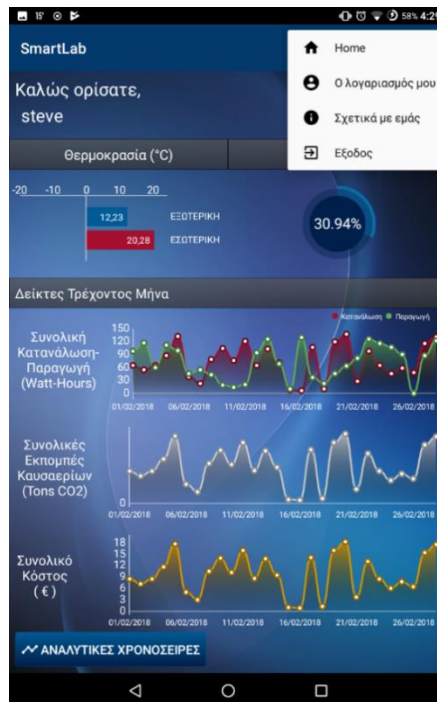 15°
58% 4:29
SmartLab
Home
Ο λογαριασμός μου
Σχετικά με εμάς
Εξοδος
Καλώς ορίσατε,
steve
Θερμοκρασία (°C)
-20 -10 0 10 20
12,23 ΕΞΩΤΕΡΙΚΗ
20,28 ΕΣΩΤΕΡΙΚΗ
30.94%
Δείκτες Τρέχοντος Μήνα
Κατανάλωση Παραγωγή
Συνολική
Κατανάλωση-
Παραγωγή
(Watt-Hours)
150
120
90
60
30
0
01/02/2018 06/02/2018 11/02/2018 16/02/2018 21/02/2018 26/02/2018
Συνολικές
Εκπομπές
Καυσαερίων
(Tons CO2)
0
01/02/2018 06/02/2018 11/02/2018 16/02/2018 21/02/2018 26/02/2018
Συνολικό
Κόστος
(€)
18
15
12
9
6
3
0
01/02/2018 06/02/2018 11/02/2018 16/02/2018 21/02/2018 26/02/2018
ΑΝΑΛΥΤΙΚΕΣ ΧΡΟΝΟΣΕΙΡΕΣ